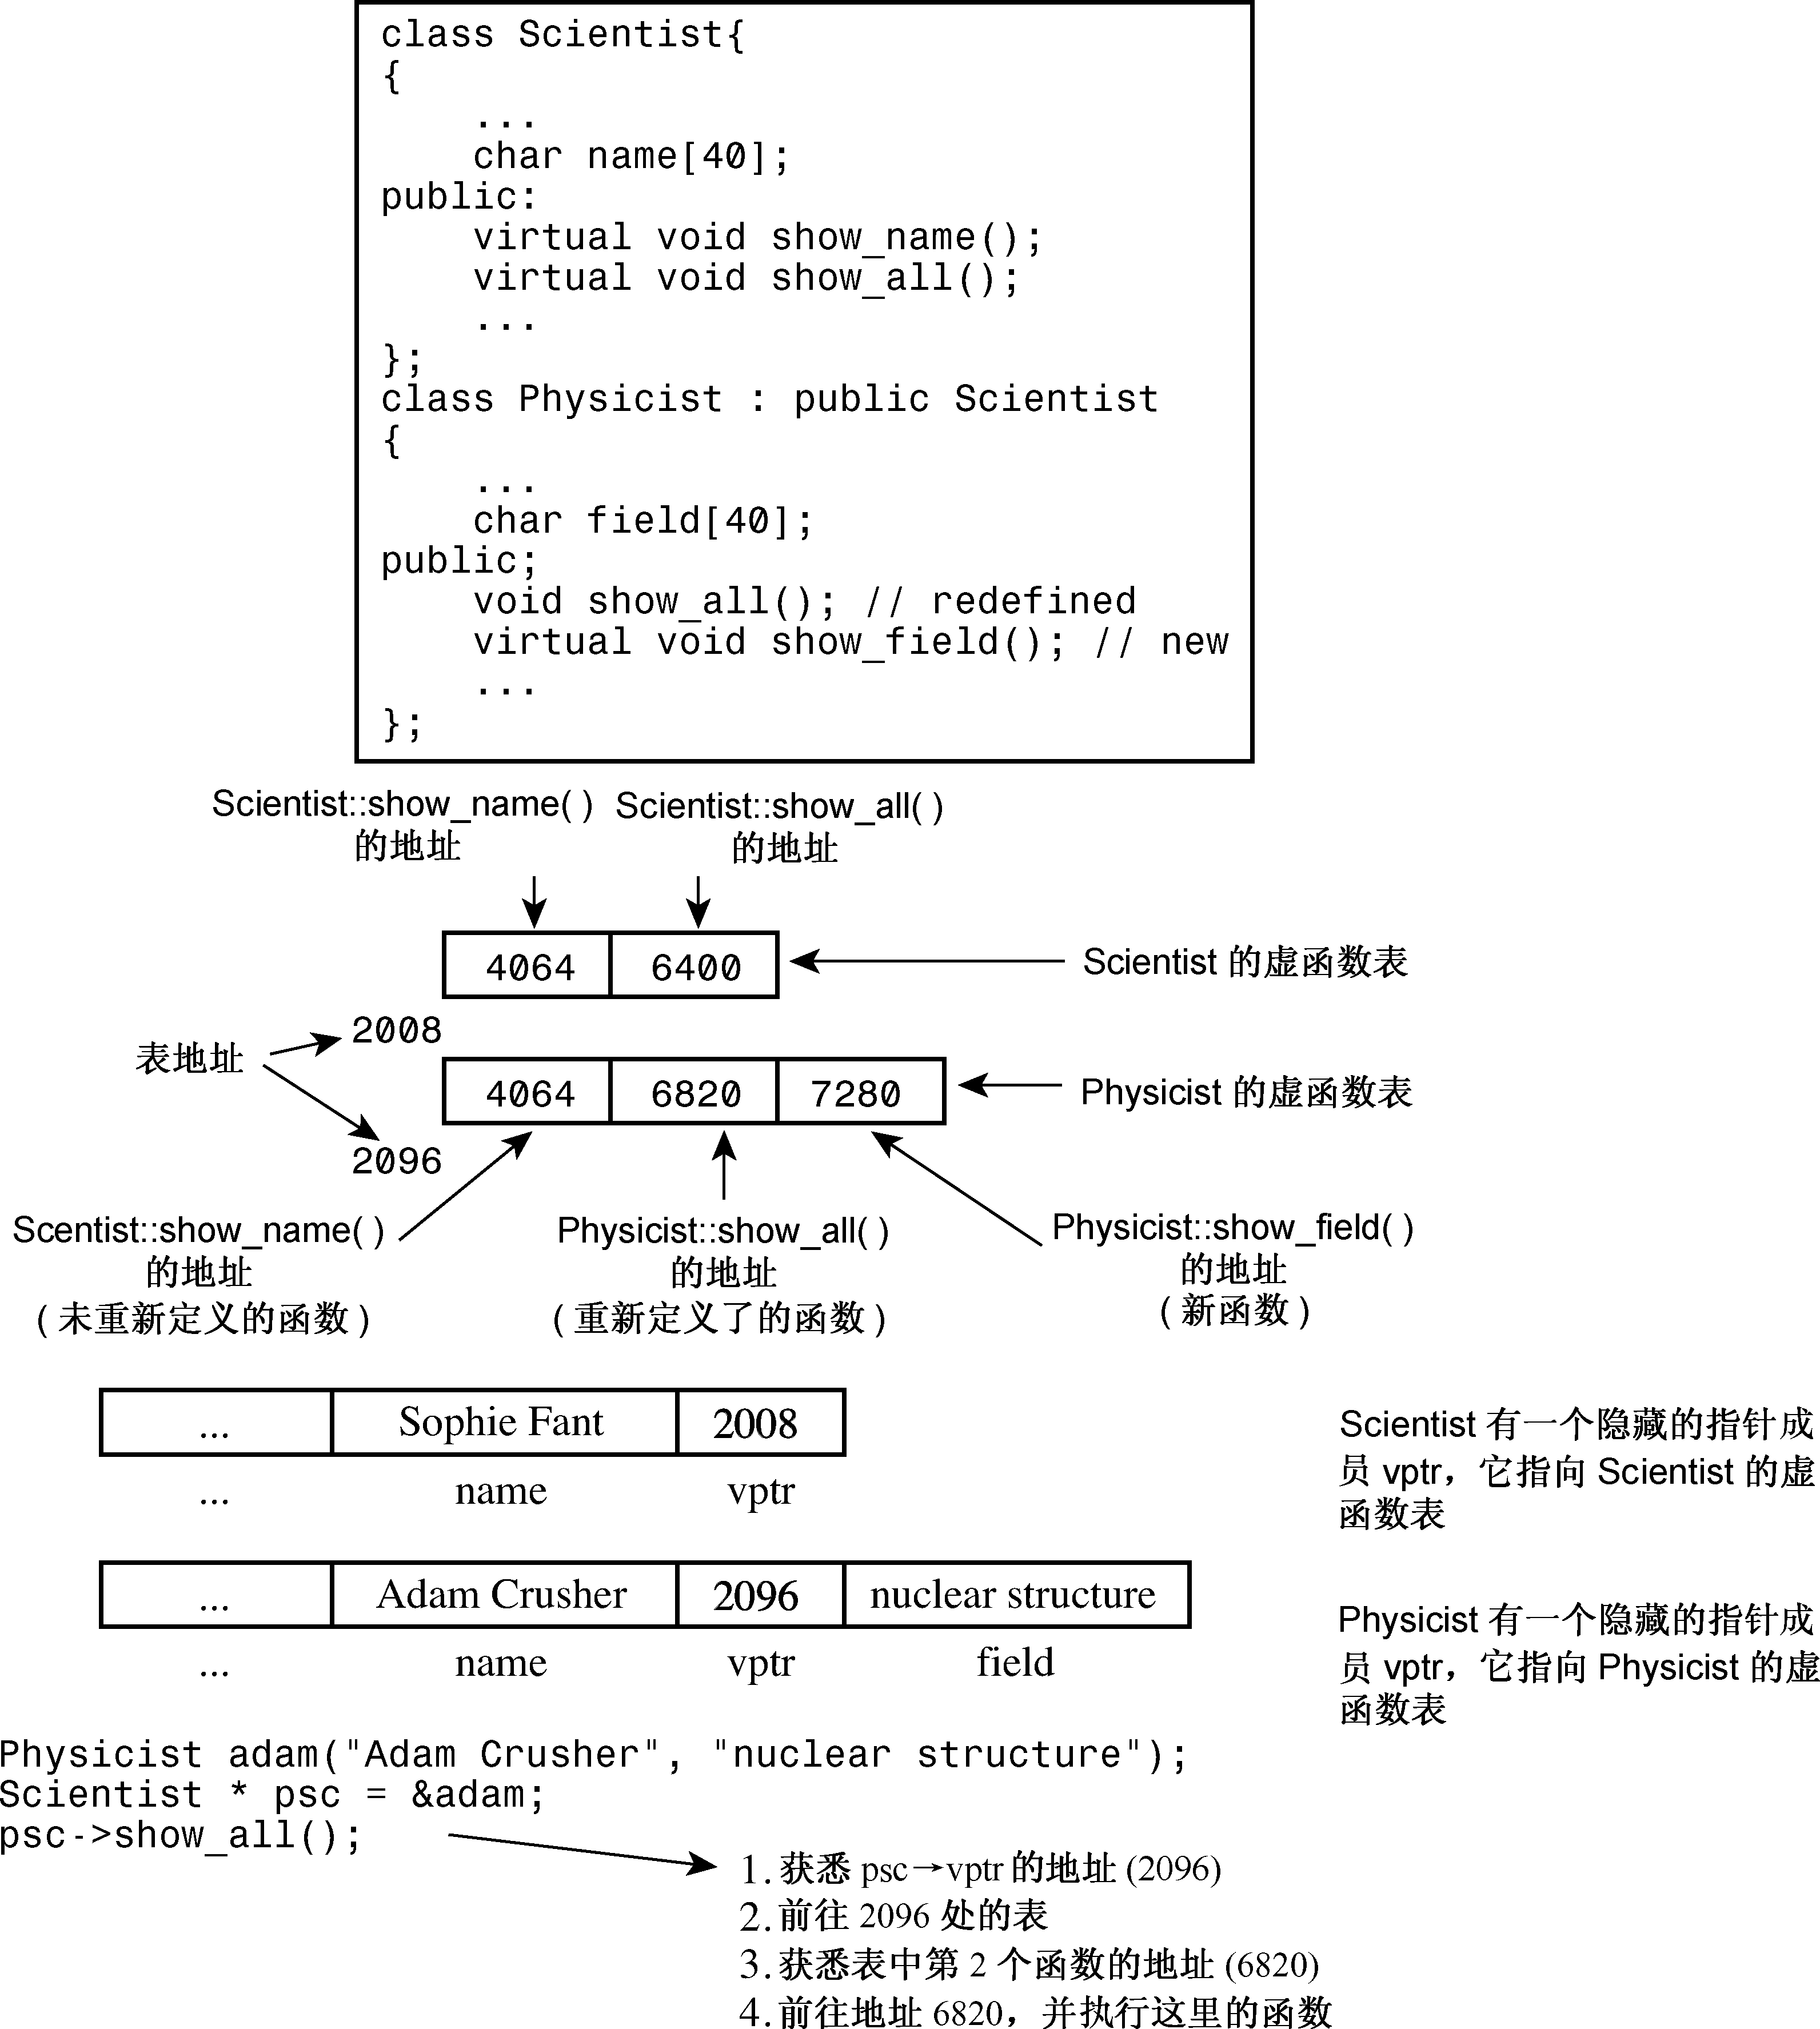 class Scientist{
{
...
char name[40];
public:
virtual void show_name();
virtual void show_all();
...
};
class Physicist : public Scientist
{
...
char field[40];
public;
void show_all(); // redefined
virtual void show_field(); // new
...
};
Scientist::show_name( )
的地址
Scientist::show_all( )
的地址
4064 6400
Scientist 的虚函数表
表地址
2008
4064 6820 7280
Physicist 的虚函数表
2096
Scentist::show_name( )
的地址
(未重新定义的函数)
Physicist::show_all( )
的地址
(重新定义了的函数)
Physicist::show_field( )
的地址
(新函数)
... Sophie Fant 2008
... name vptr
Scientist 有一个隐藏的指针成
员 vptr，它指向 Scientist 的虚
函数表
... Adam Crusher 2096 nuclear structure
... name vptr field
Physicist 有一个隐藏的指针成
员 vptr，它指向 Physicist 的虚
函数表
Physicist adam("Adam Crusher", "nuclear structure");
Scientist * psc = &adam;
psc->show_all();
1.获悉 psc→vptr 的地址 (2096)
2.前往 2096 处的表
3.获悉表中第 2 个函数的地址 (6820)
4.前往地址 6820，并执行这里的函数